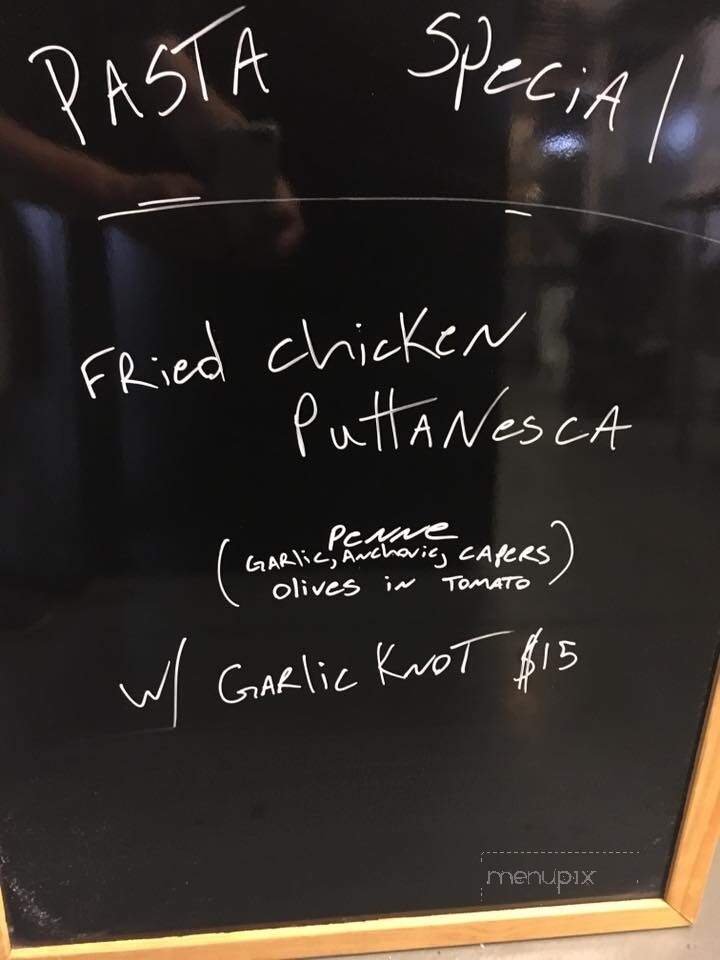 PASTA SPeciAl
FRied chicKeN
PuttANescA
(PeNNe
GARlic, ANchovie, CAPERS
Olives iN TOMATO)
w/ GARlic KNOT $15
menupix